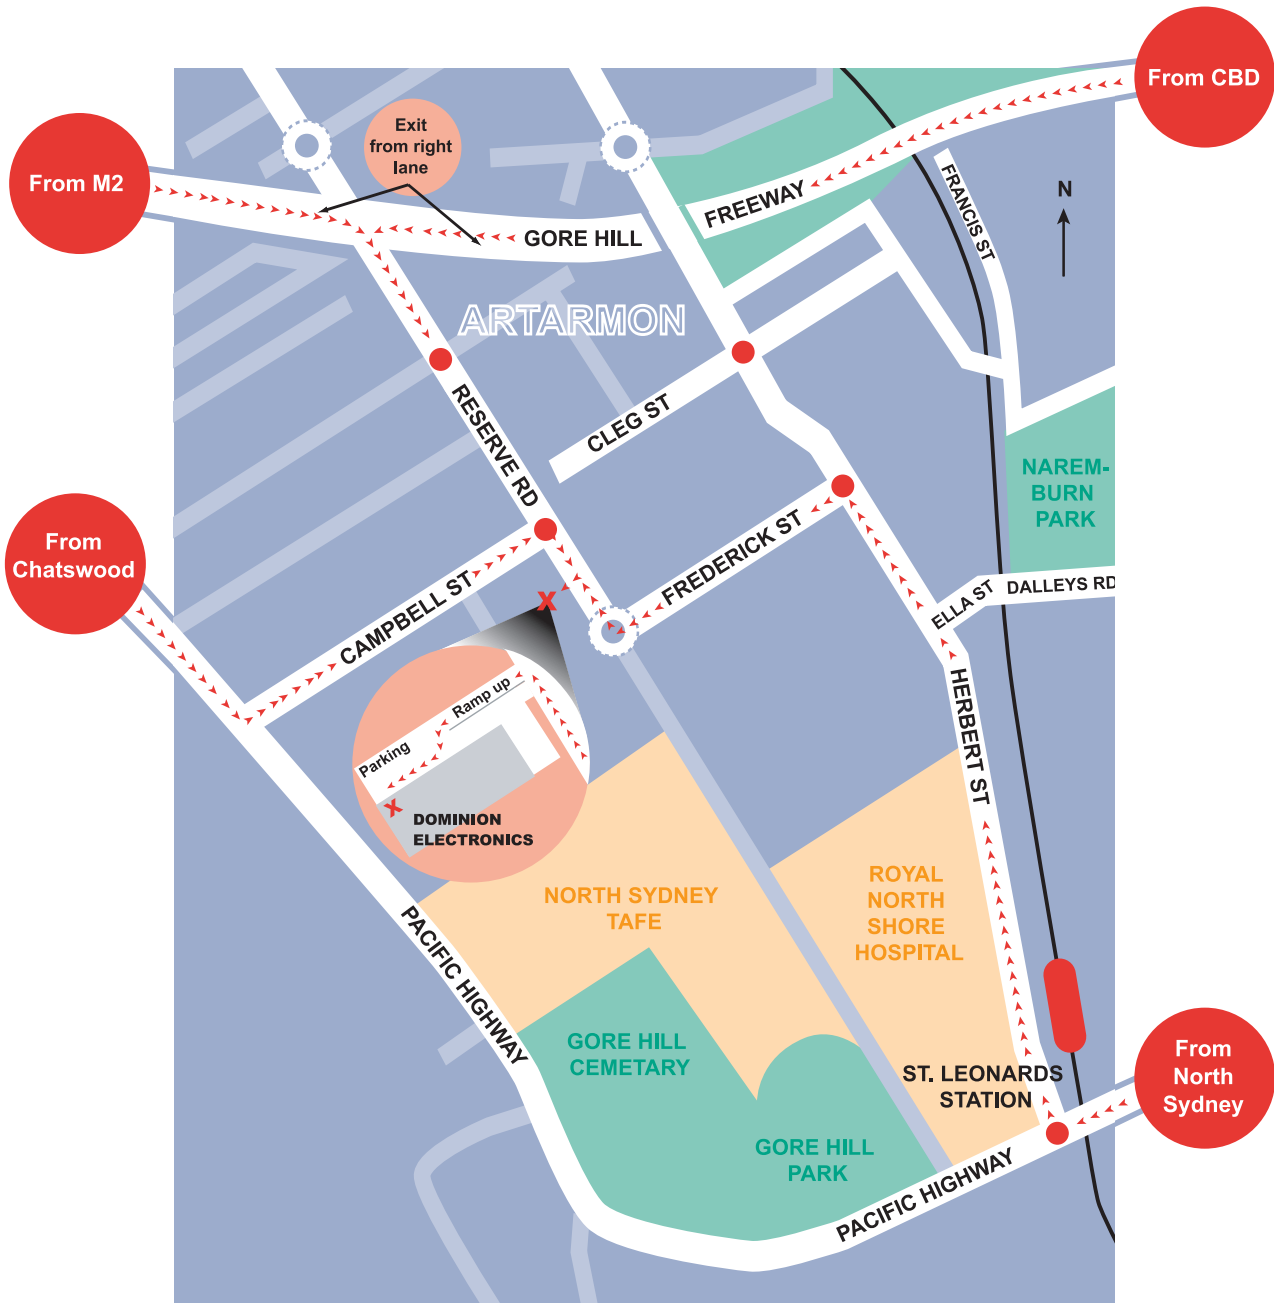 From CBD
Exit
from right
lane
From M2
FREEWAY
FRANCIS ST
N
GORE HILL
ARTARMON
RESERVE RD
CLEG ST
NAREM-
BURN
PARK
From
Chatswood
FREDERICK ST
CAMPBELL ST
ELLA ST
DALLEYS RD
X
HERBERT ST
Ramp up
Parking
X
DOMINION
ELECTRONICS
NORTH SYDNEY
TAFE
ROYAL
NORTH
SHORE
HOSPITAL
PACIFIC HIGHWAY
GORE HILL
CEMETARY
ST. LEONARDS
STATION
From
North
Sydney
GORE HILL
PARK
PACIFIC HIGHWAY